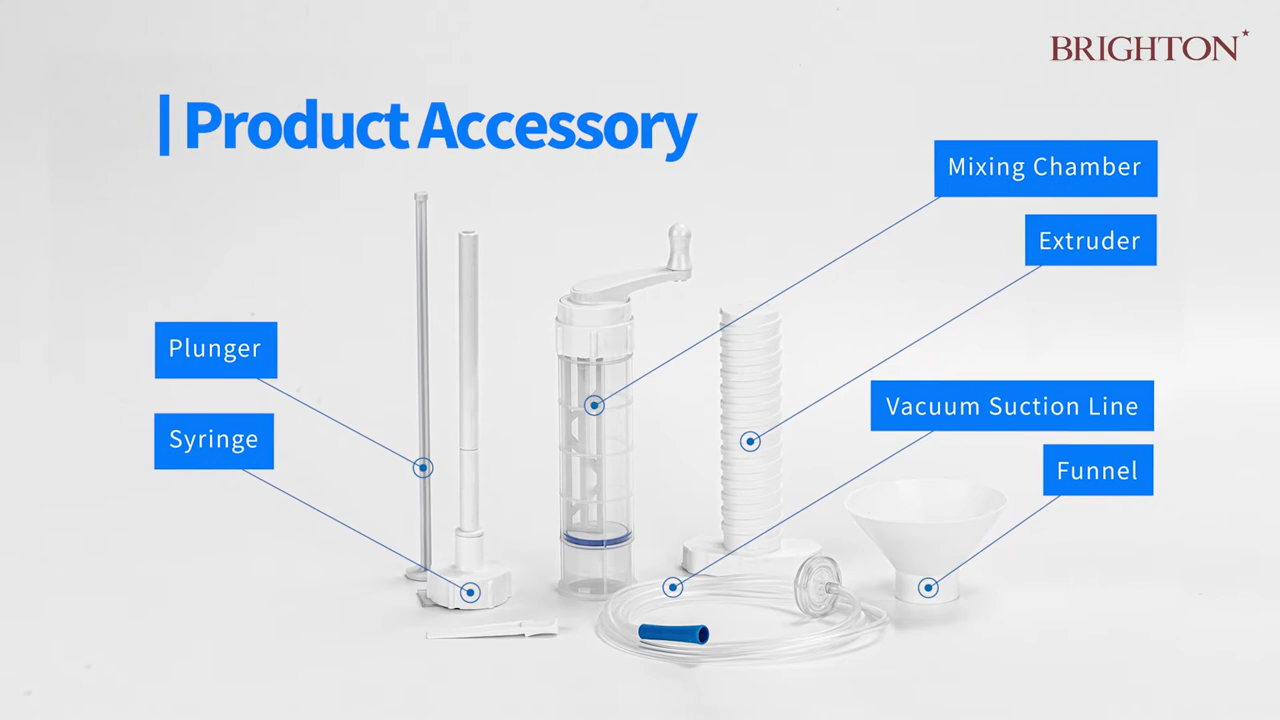 BRIGHTON
Product Accessory
Mixing Chamber
Extruder
Plunger
Vacuum Suction Line
Syringe
Funnel